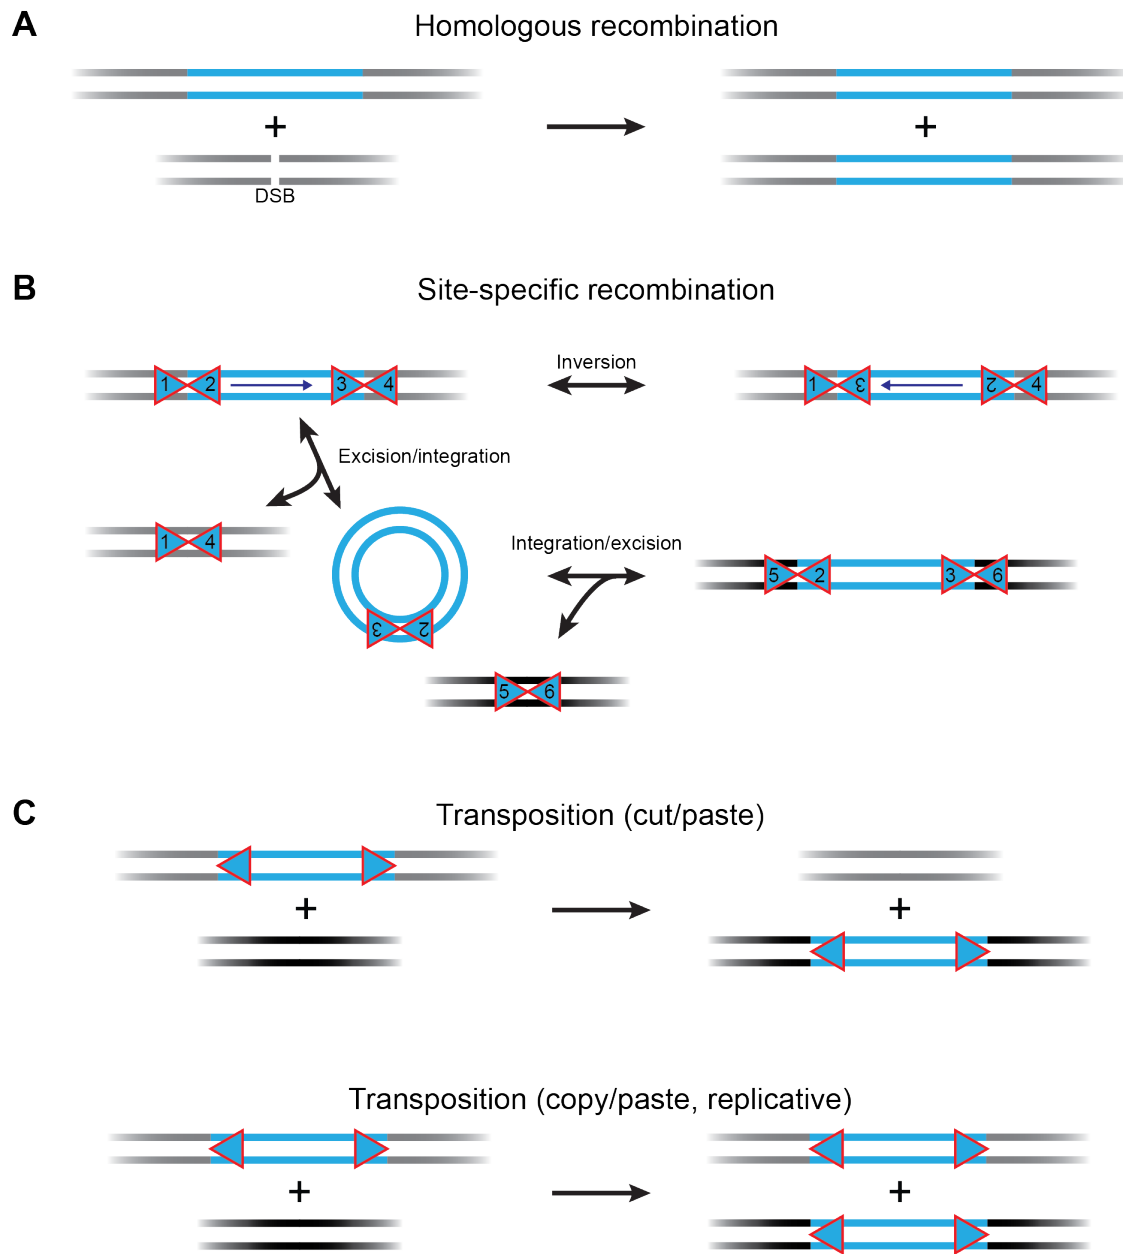 A
Homologous recombination
+
+
DSB
B
Site-specific recombination
Inversion
1 2 3 4
1 3 2 4
Excision/integration
1 4
Integration/excision
5 2 3 6
3 2
5 6
C
Transposition (cut/paste)
+
+
Transposition (copy/paste, replicative)
+
+